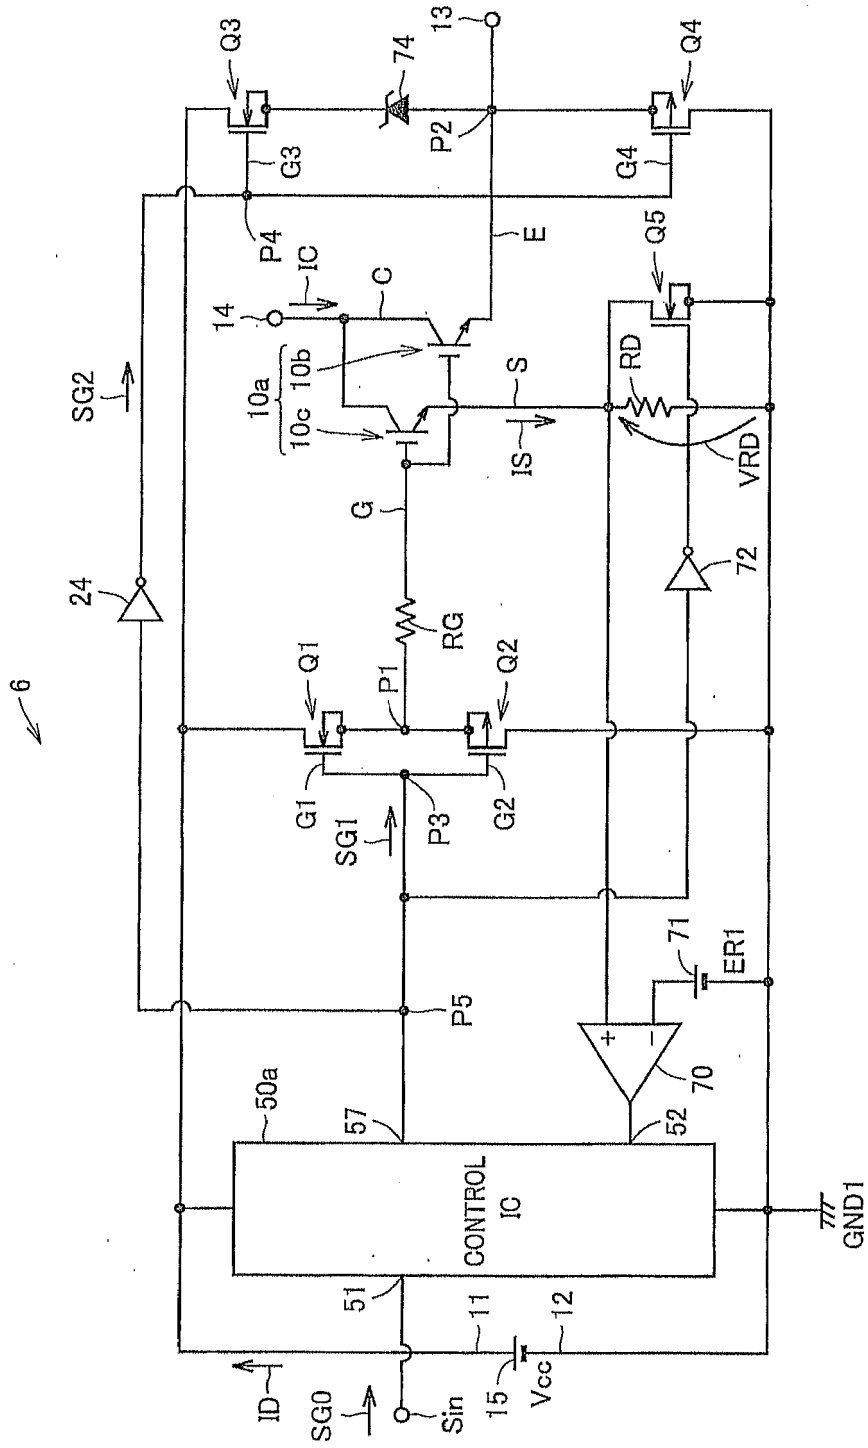 6
SG2
24
P4
G3
Q3
74
13
P2
G4
Q4
14
IC
C
E
10a
10b
10c
G
S
IS
Q5
RD
VRD
72
RG
Q1
P1
Q2
G1
P3
G2
SG1
P5
71
ER1
70
50a
57
52
CONTROL
IC
51
11
12
15
Vcc
ID
SG0
Sin
GND1
+
−